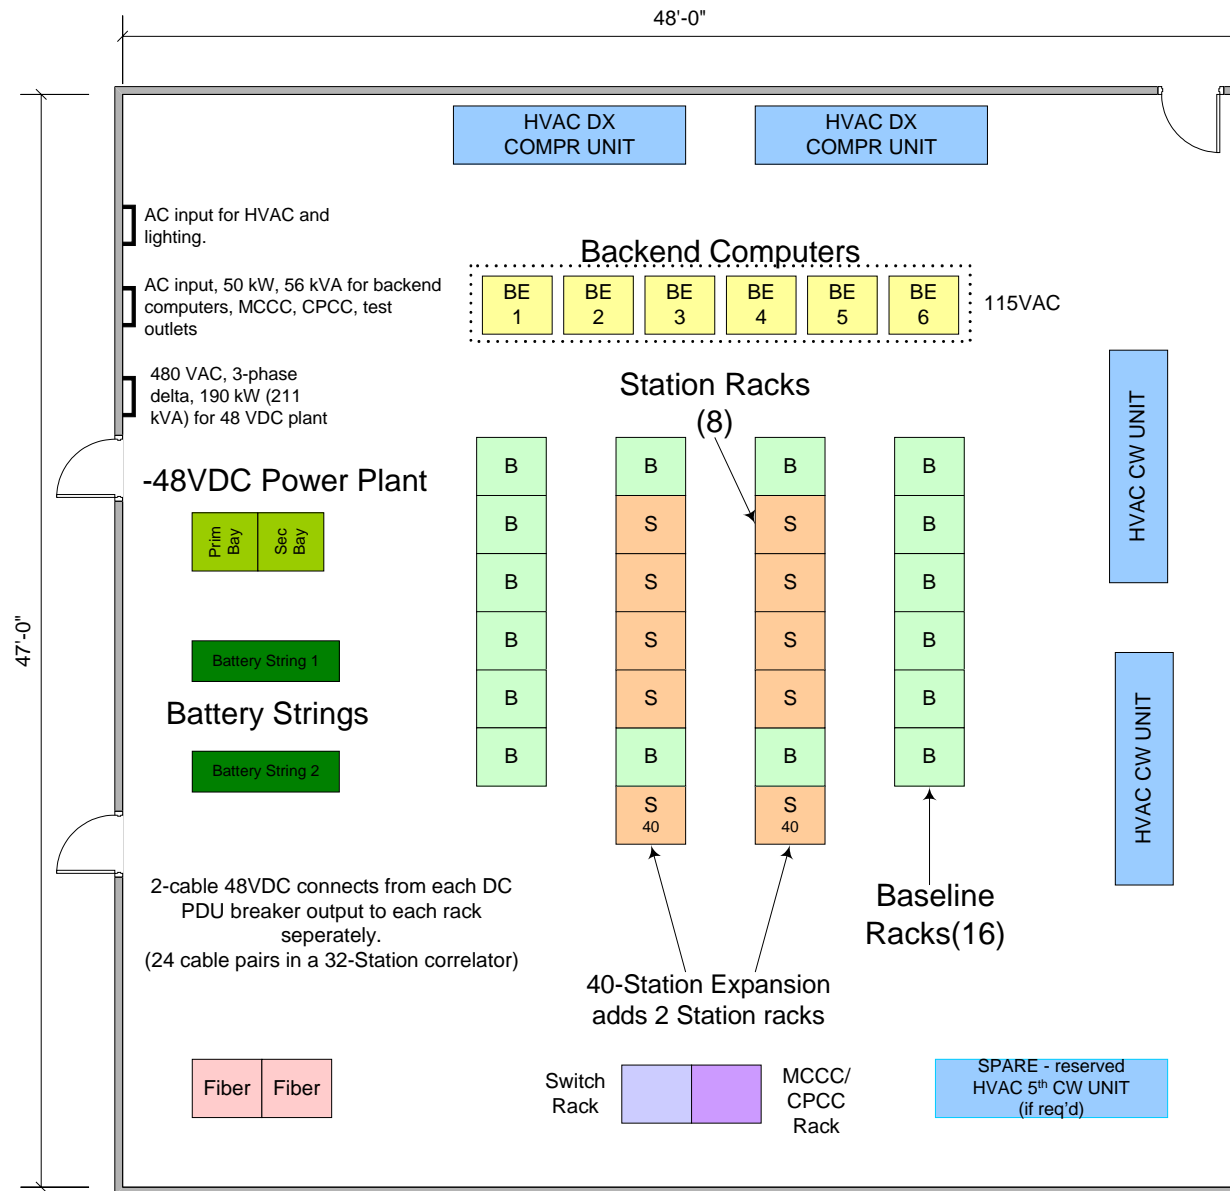 48'-0"
HVAC DX
COMPR UNIT
HVAC DX
COMPR UNIT
AC input for HVAC and
lighting.
Backend Computers
AC input, 50 kW, 56 kVA for backend
computers, MCCC, CPCC, test
outlets
BE
1
BE
2
BE
3
BE
4
BE
5
BE
6
115VAC
480 VAC, 3-phase
delta, 190 kW (211
kVA) for 48 VDC plant
Station Racks
(8)
HVAC CW UNIT
-48VDC Power Plant
Prim
Bay
Sec
Bay
B
B
B
B
B
B
B
S
S
S
S
B
S
40
B
S
S
S
S
B
S
40
B
B
B
B
B
B
47'-0"
Battery String 1
Battery Strings
Battery String 2
HVAC CW UNIT
2-cable 48VDC connects from each DC
PDU breaker output to each rack
seperately.
(24 cable pairs in a 32-Station correlator)
Baseline
Racks(16)
40-Station Expansion
adds 2 Station racks
Fiber
Fiber
Switch
Rack
MCCC/
CPCC
Rack
SPARE - reserved
HVAC 5th CW UNIT
(if req'd)